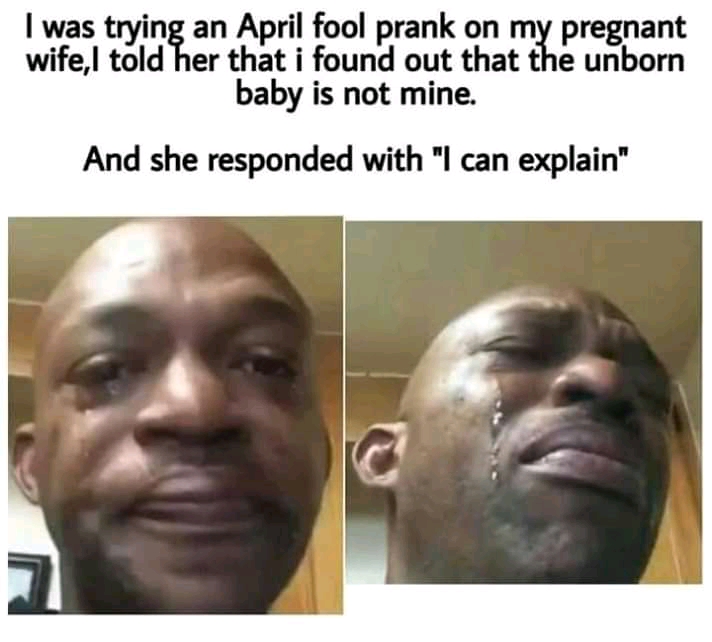 I was trying an April fool prank on my pregnant
wife,I told her that i found out that the unborn
baby is not mine.
And she responded with "I can explain"